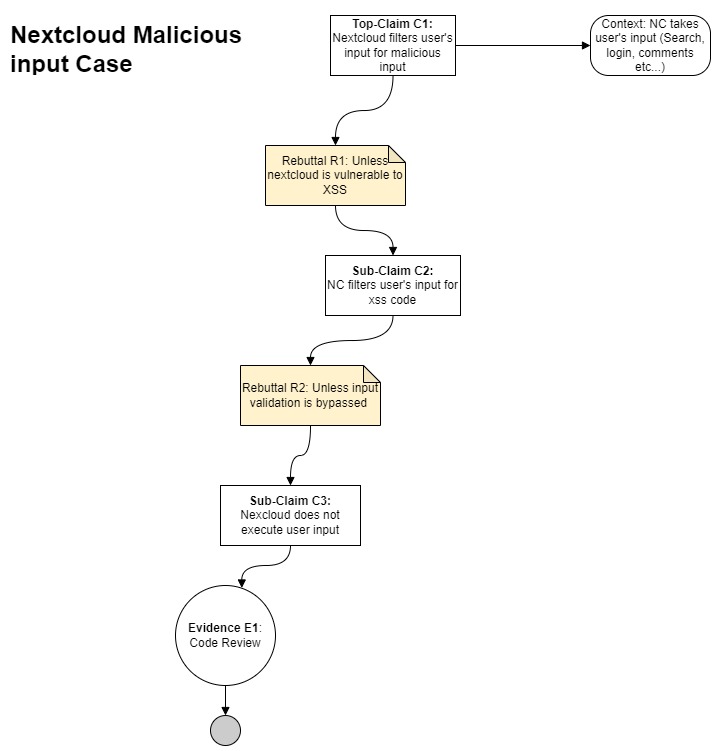 Nextcloud Malicious
input Case
Top-Claim C1:
Nextcloud filters user's
input for malicious
input
Context: NC takes
user's input (Search,
login, comments
etc...)
Rebuttal R1: Unless
nextcloud is vulnerable to
XSS
Sub-Claim C2:
NC filters user's input for
xss code
Rebuttal R2: Unless input
validation is bypassed
Sub-Claim C3:
Nexcloud does not
execute user input
Evidence E1:
Code Review